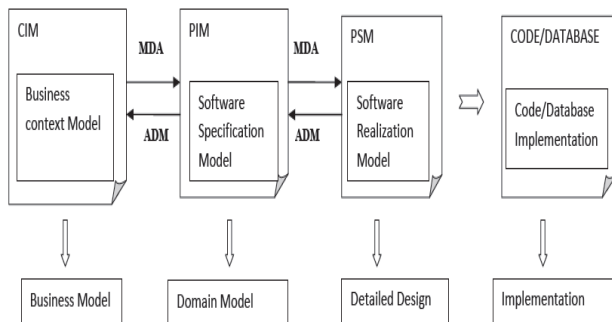 CIM
MDA
PIM
MDA
PSM
CODE/DATABASE
Business
context Model
ADM
Software
Specification
Model
ADM
Software
Realization
Model
Code/Database
Implementation
Business Model
Domain Model
Detailed Design
Implementation